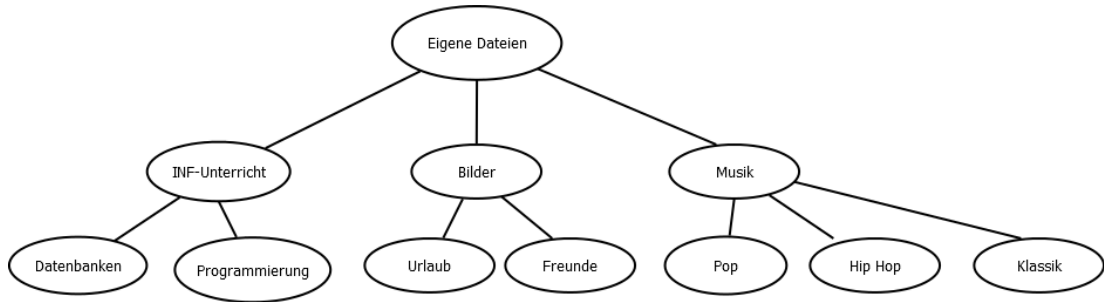 Eigene Dateien
INF-Unterricht
Bilder
Musik
Datenbanken
Programmierung
Urlaub
Freunde
Pop
Hip Hop
Klassik